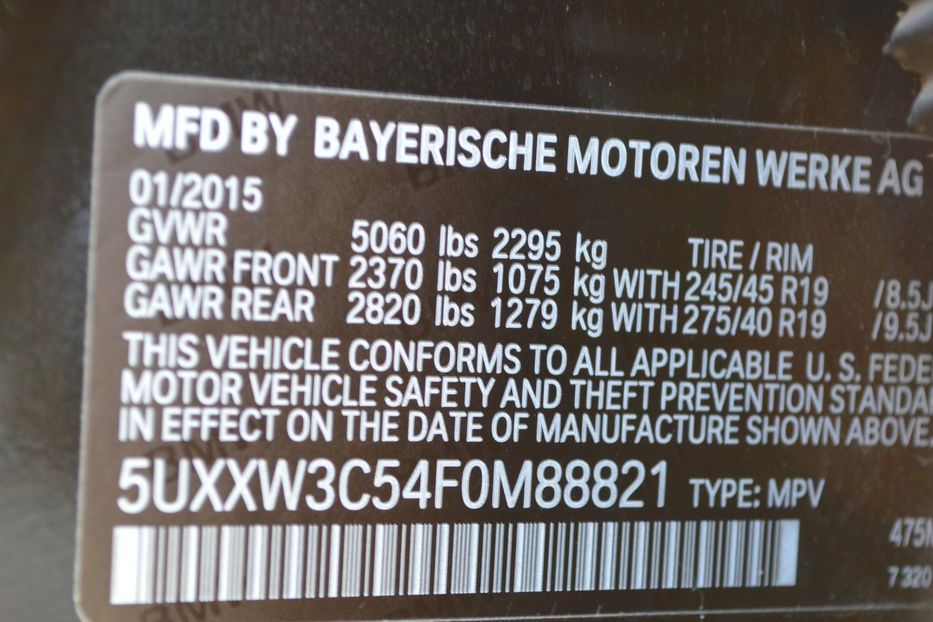 MFD BY BAYERISCHE MOTOREN WERKE AG
01/2015
GVWR 5060 lbs 2295 kg TIRE / RIM
GAWR FRONT 2370 lbs 1075 kg WITH 245/45 R19 /8.5J
GAWR REAR 2820 lbs 1279 kg WITH 275/40 R19 /9.5J
THIS VEHICLE CONFORMS TO ALL APPLICABLE U. S. FEDE
MOTOR VEHICLE SAFETY AND THEFT PREVENTION STANDA
IN EFFECT ON THE DATE OF MANUFACTURE SHOWN ABOVE.
5UXXW3C54F0M88821 TYPE: MPV
475
7 320